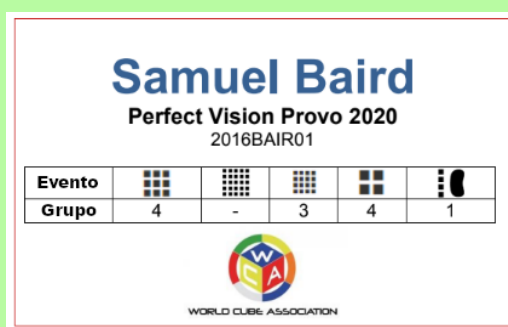 Samuel Baird
Perfect Vision Provo 2020
2016BAIR01
Evento
Grupo 4 - 3 4 1
W C A
WORLD CUBE ASSOCIATION